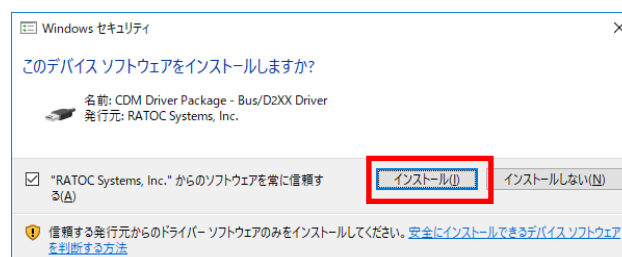 Windows セキュリティ
このデバイス ソフトウェアをインストールしますか?
名前: CDM Driver Package - Bus/D2XX Driver
発行元: RATOC Systems, Inc.
"RATOC Systems, Inc." からのソフトウェアを常に信頼す
る(A)
インストール(I)
インストールしない(N)
信頼する発行元からのドライバー ソフトウェアのみをインストールしてください。安全にインストールできるデバイス ソフトウェア
を判断する方法